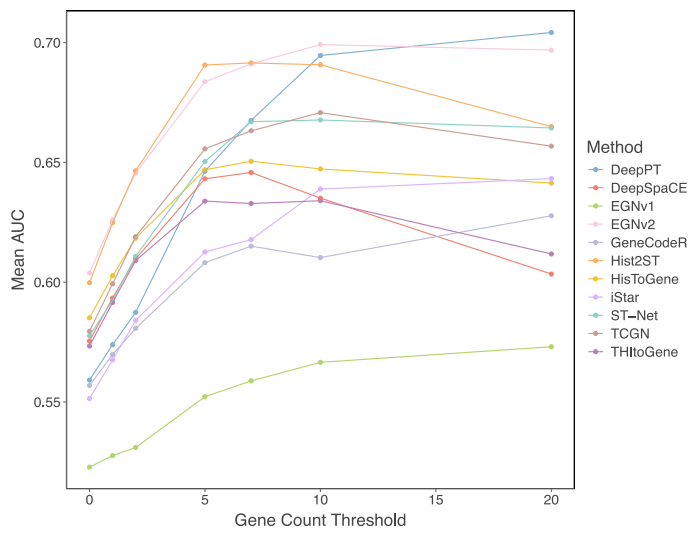 0.70
0.65
0.60
0.55
Mean AUC
0
5
10
15
20
Gene Count Threshold
Method
DeepPT
DeepSpaCE
EGNv1
EGNv2
GeneCodeR
Hist2ST
HisToGene
iStar
ST−Net
TCGN
THItoGene